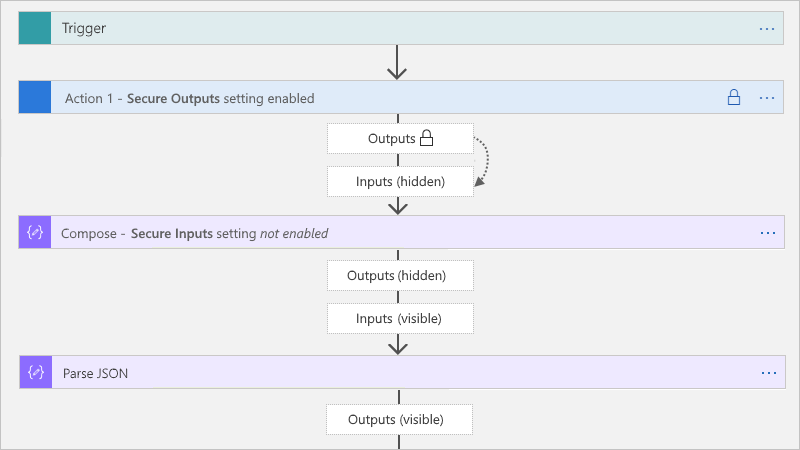 Trigger
Action 1 - Secure Outputs setting enabled
Outputs
Inputs (hidden)
Compose - Secure Inputs setting not enabled
Outputs (hidden)
Inputs (visible)
Parse JSON
Outputs (visible)